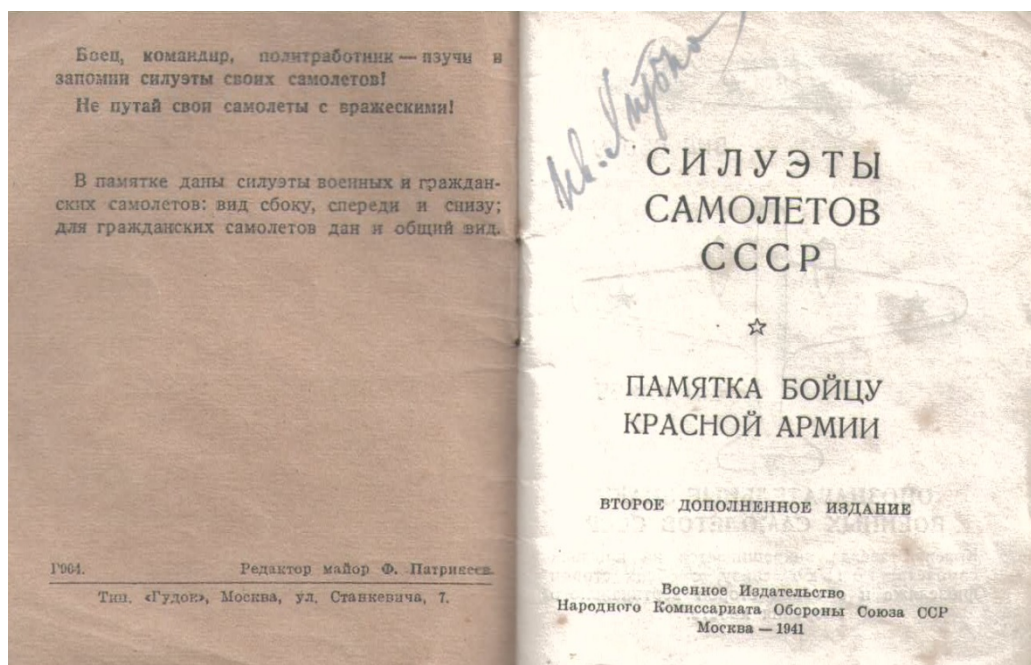 Боец, командир, политработник — изучи и
запомни силуэты своих самолетов!
Не путай свои самолеты с вражескими!
В памятке даны силуэты военных и граждан-
ских самолетов: вид сбоку, спереди и снизу;
для гражданских самолетов дан и общий вид.
Г964. Редактор майор Ф. Патрикеев.
Тип. «Гудок», Москва, ул. Станкевича, 7.
СИЛУЭТЫ
САМОЛЕТОВ
СССР
ПАМЯТКА БОЙЦУ
КРАСНОЙ АРМИИ
ВТОРОЕ ДОПОЛНЕННОЕ ИЗДАНИЕ
Военное Издательство
Народного Комиссариата Обороны Союза ССР
Москва — 1941